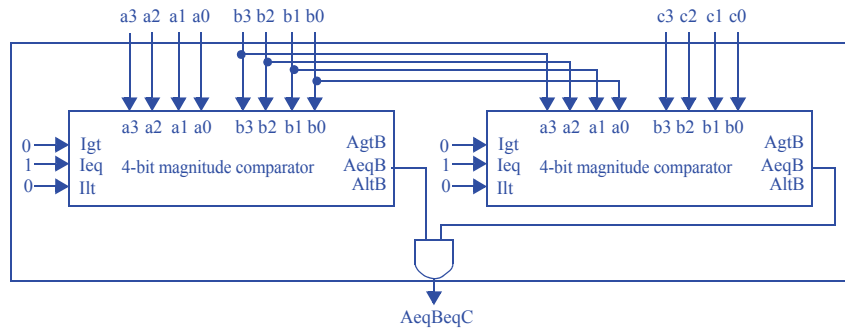 a3 a2 a1 a0 b3 b2 b1 b0 c3 c2 c1 c0
a3 a2 a1 a0 b3 b2 b1 b0 a3 a2 a1 a0 b3 b2 b1 b0
0 Igt AgtB 0 Igt AgtB
1 Ieq 4-bit magnitude comparator AeqB 1 Ieq 4-bit magnitude comparator AeqB
0 Ilt AltB 0 Ilt AltB
AeqBeqC